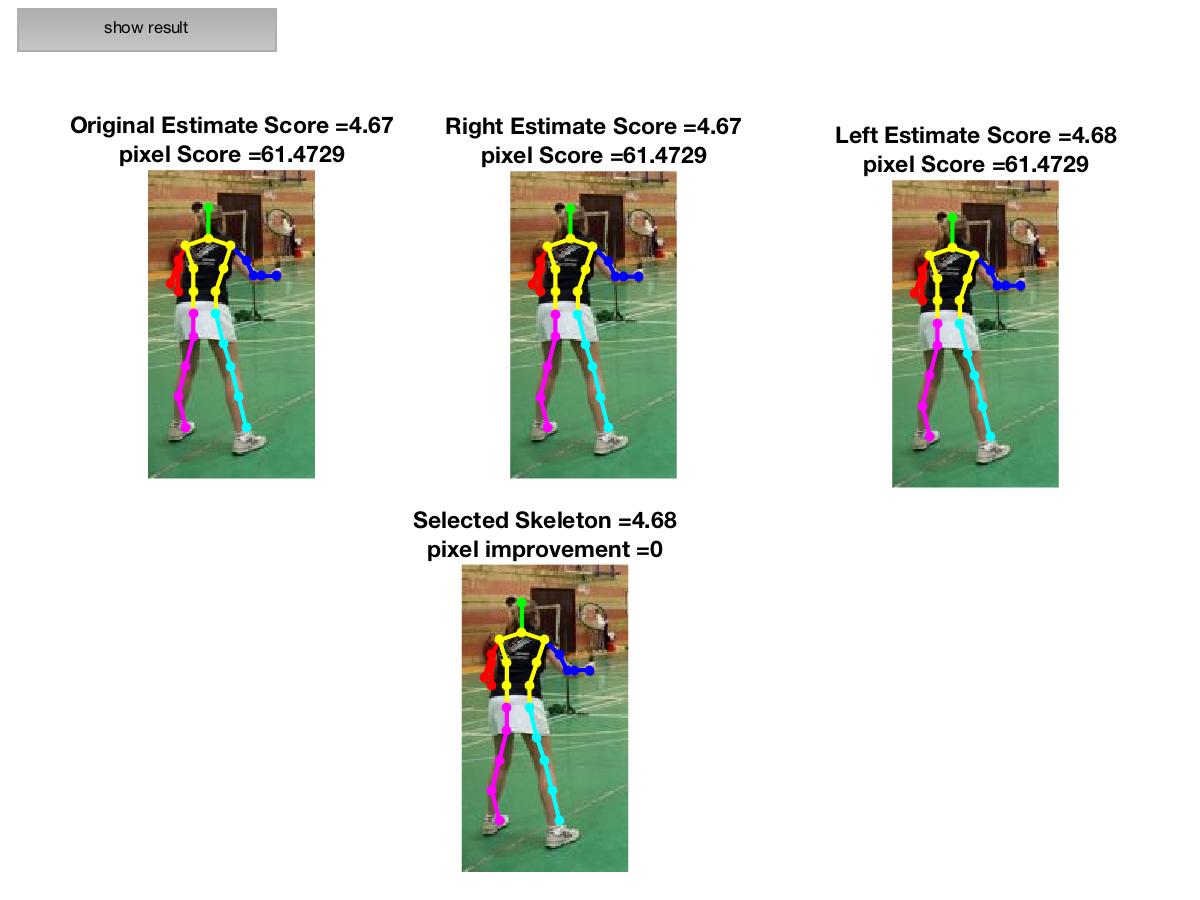 show result
Original Estimate Score =4.67
pixel Score =61.4729
Right Estimate Score =4.67
pixel Score =61.4729
Left Estimate Score =4.68
pixel Score =61.4729
Selected Skeleton =4.68
pixel improvement =0